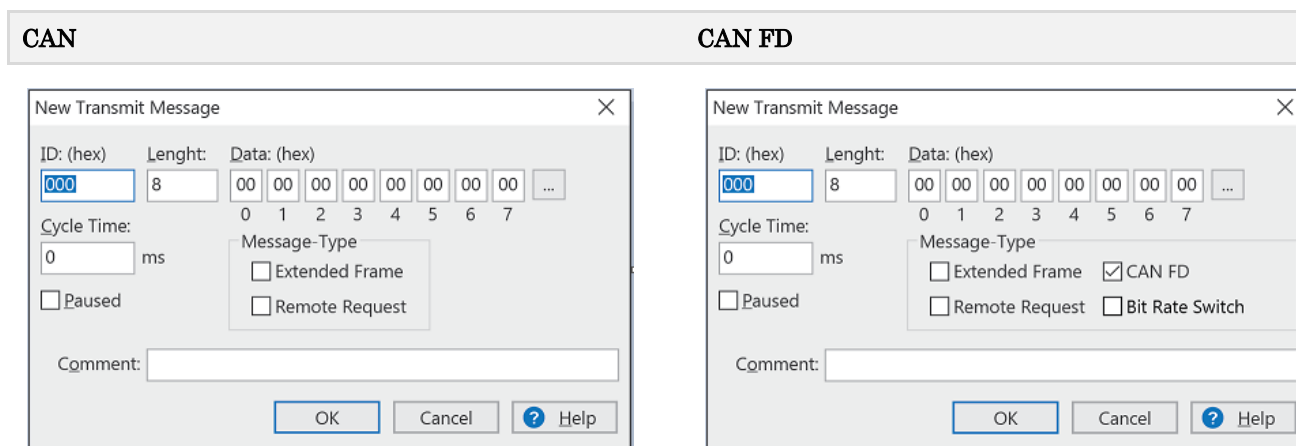 CAN CAN FD
New Transmit Message New Transmit Message
ID: (hex) Lenght: Data: (hex) ID: (hex) Lenght: Data: (hex)
000 8 00 00 00 00 00 00 00 00 ... 000 8 00 00 00 00 00 00 00 00 ...
0 1 2 3 4 5 6 7 0 1 2 3 4 5 6 7
Cycle Time: Message-Type Cycle Time: Message-Type
0 ms Extended Frame 0 ms Extended Frame CAN FD
Paused Remote Request Paused Remote Request Bit Rate Switch
Comment: Comment:
OK Cancel ? Help OK Cancel ? Help